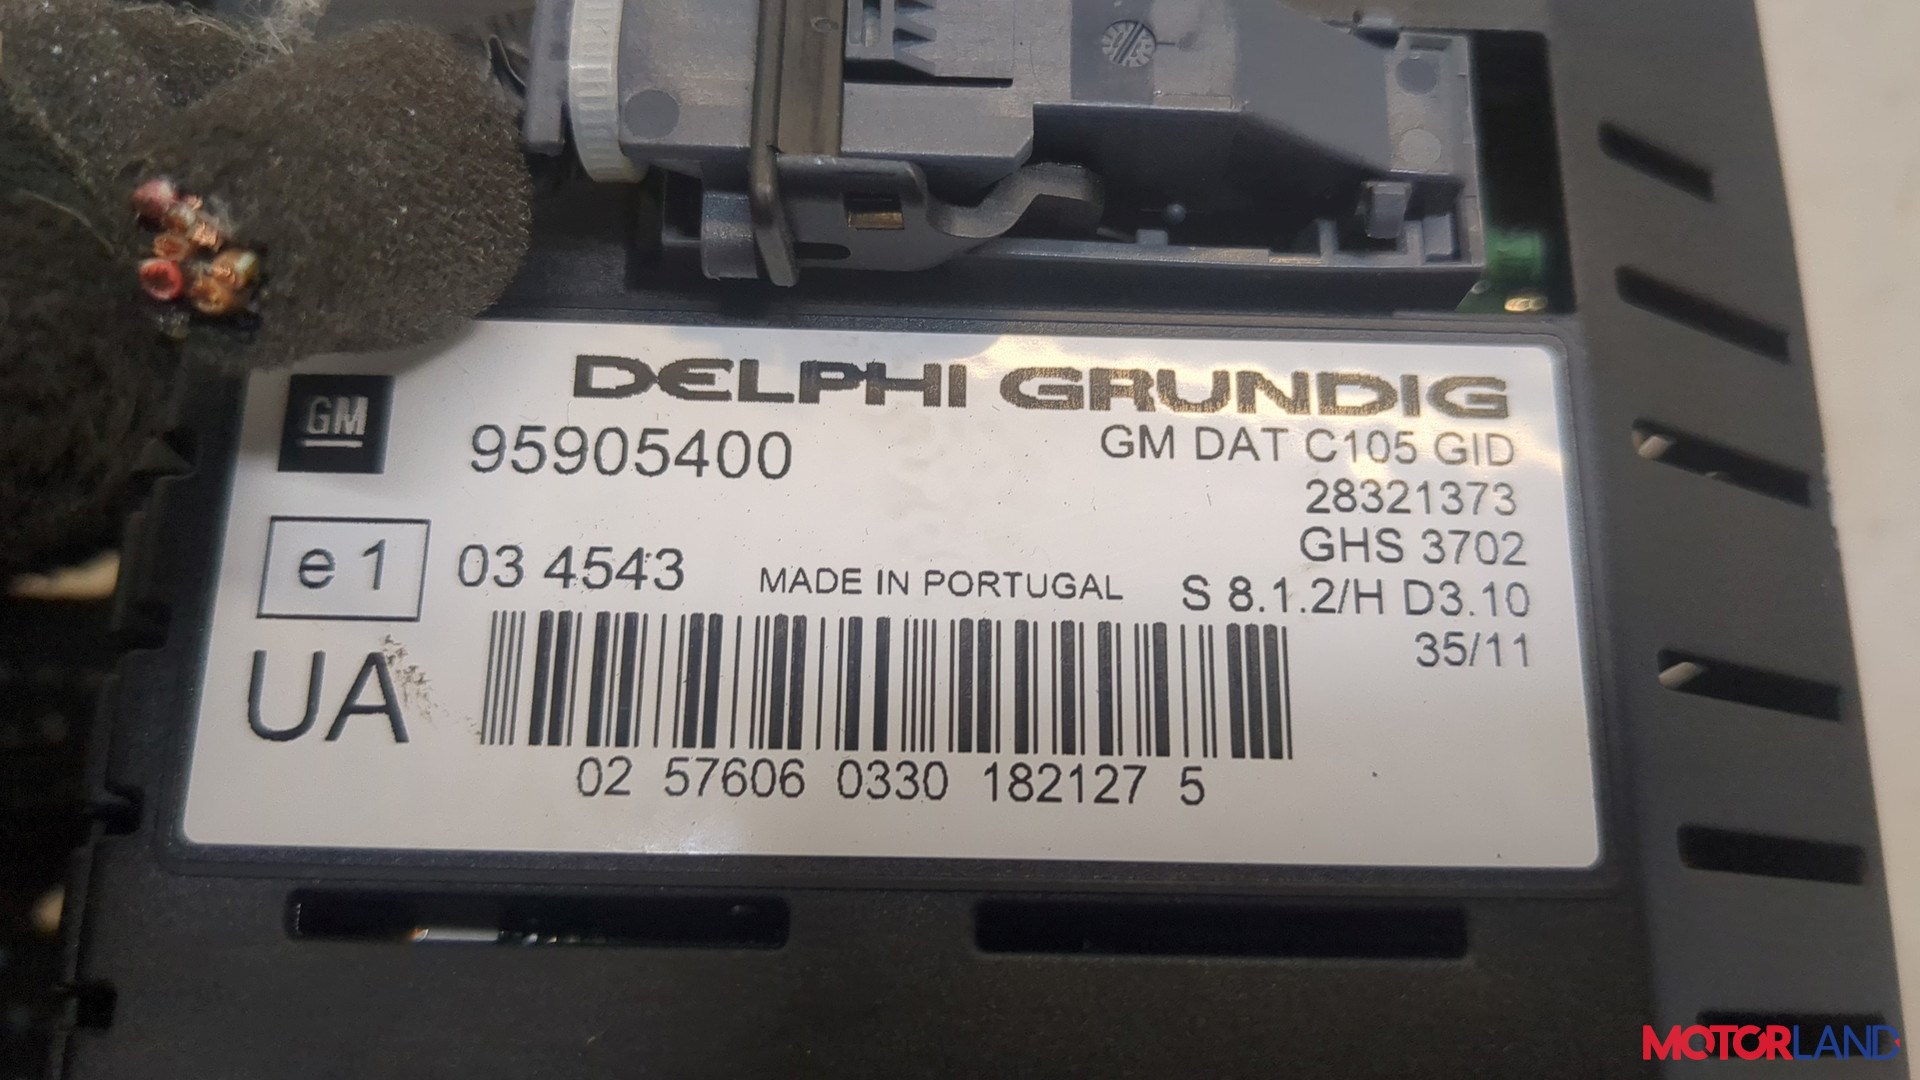 DELPHI GRUNDIG
GM
95905400
GM DAT C105 GID
28321373
GHS 3702
e1
03 4543
MADE IN PORTUGAL
S 8.1.2/H D3.10
35/11
UA
02 57606 0330 182127 5
MOTORLAND